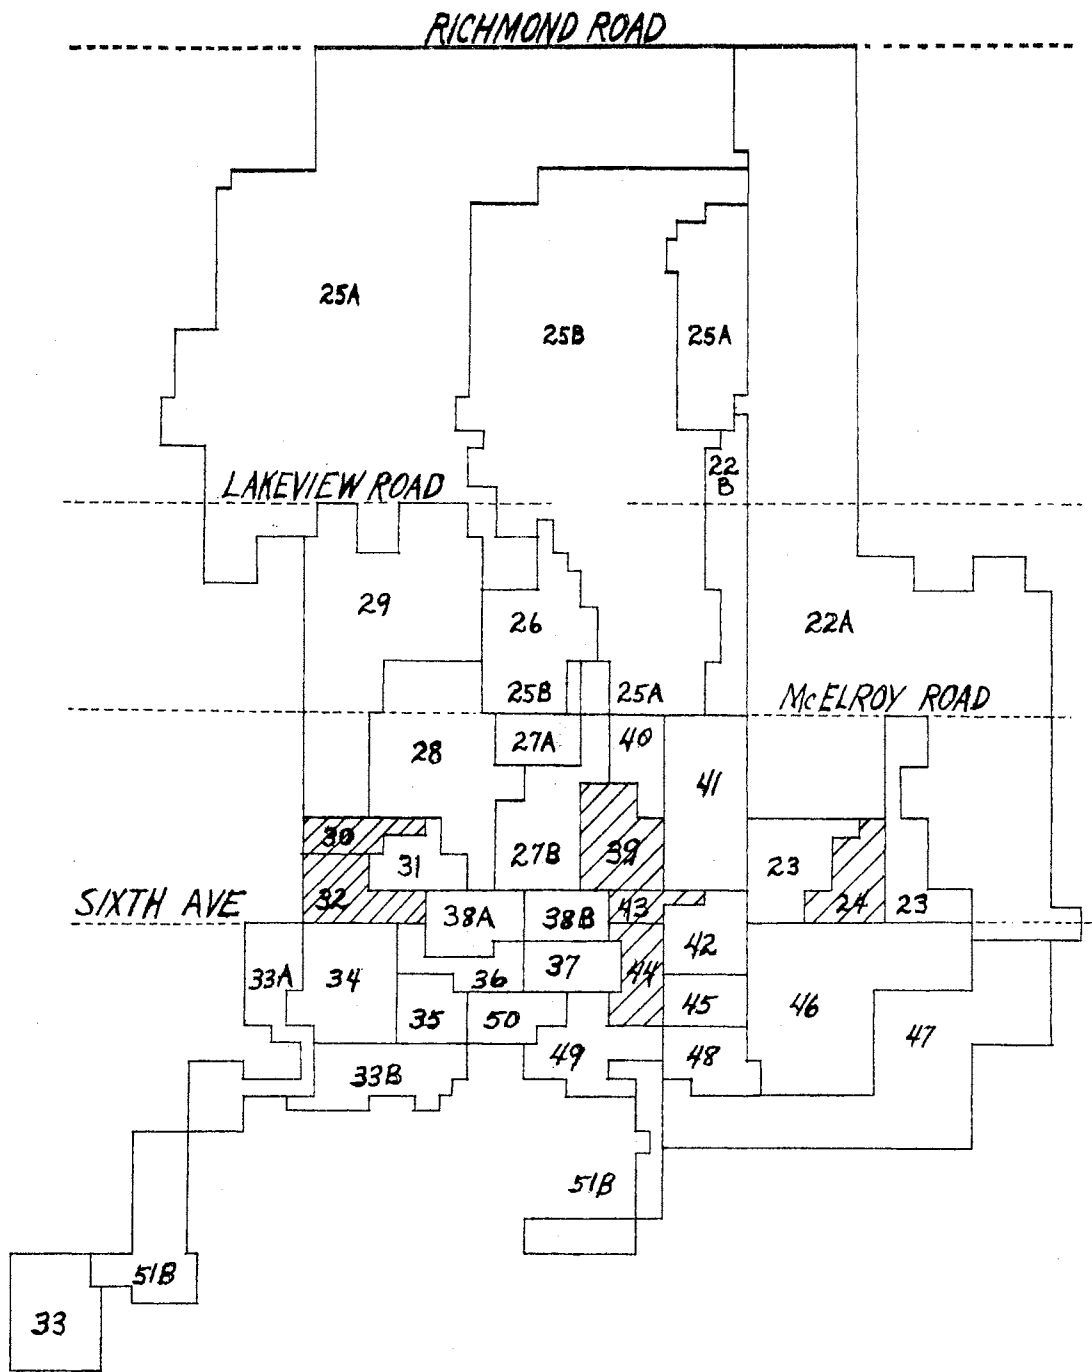 RICHMOND ROAD
25A
25B
25A
22
B
LAKEVIEW ROAD
29
26
22A
25B
25A
McELROY ROAD
28
27A
40
41
30
31
27B
39
23
32
24
23
SIXTH AVE
38A
38B
43
42
33A
34
36
37
44
35
50
45
46
47
49
48
33B
51B
51B
33